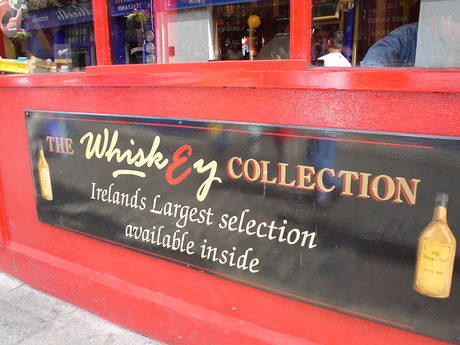 THE WhiskEy COLLECTION
Irelands Largest selection
available inside